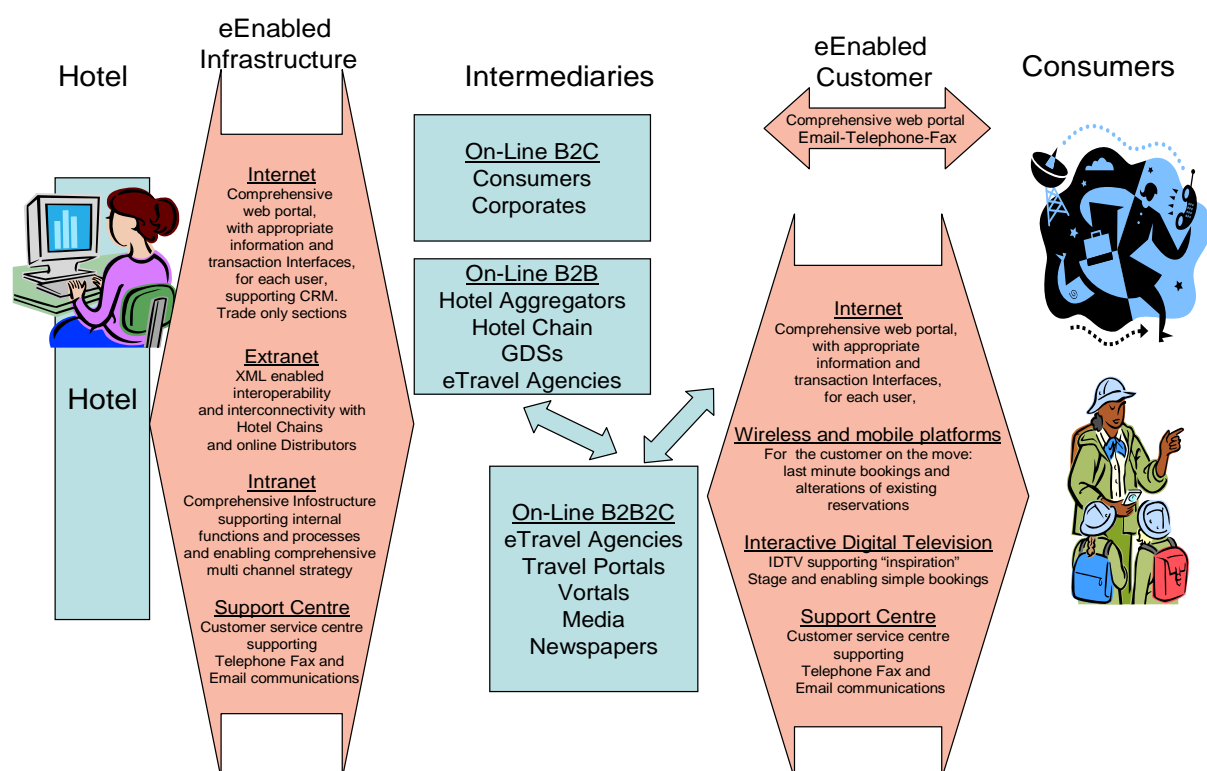 Hotel
eEnabled
Infrastructure
Intermediaries
eEnabled
Customer
Consumers
Hotel
Internet
Comprehensive
web portal,
with appropriate
information and
transaction Interfaces,
for each user,
supporting CRM.
Trade only sections
Extranet
XML enabled
interoperability
and interconnectivity with
Hotel Chains
and online Distributors
Intranet
Comprehensive Infostructure
supporting internal
functions and processes
and enabling comprehensive
multi channel strategy
Support Centre
Customer service centre
supporting
Telephone Fax and
Email communications
On-Line B2C
Consumers
Corporates
On-Line B2B
Hotel Aggregators
Hotel Chain
GDSs
eTravel Agencies
On-Line B2B2C
eTravel Agencies
Travel Portals
Vortals
Media
Newspapers
Comprehensive web portal
Email-Telephone-Fax
Internet
Comprehensive web portal,
with appropriate
information and
transaction Interfaces,
for each user,
Wireless and mobile platforms
For the customer on the move:
last minute bookings and
alterations of existing
reservations
Interactive Digital Television
IDTV supporting “inspiration”
Stage and enabling simple bookings
Support Centre
Customer service centre
supporting
Telephone Fax and
Email communications